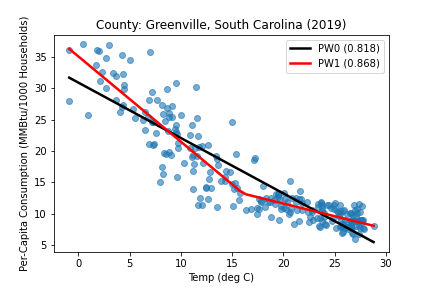 County: Greenville, South Carolina (2019)
PW0 (0.818)
PW1 (0.868)
Per-Capita Consumption (MMBtu/1000 Households)
35
30
25
20
15
10
5
0
5
10
15
20
25
30
Temp (deg C)